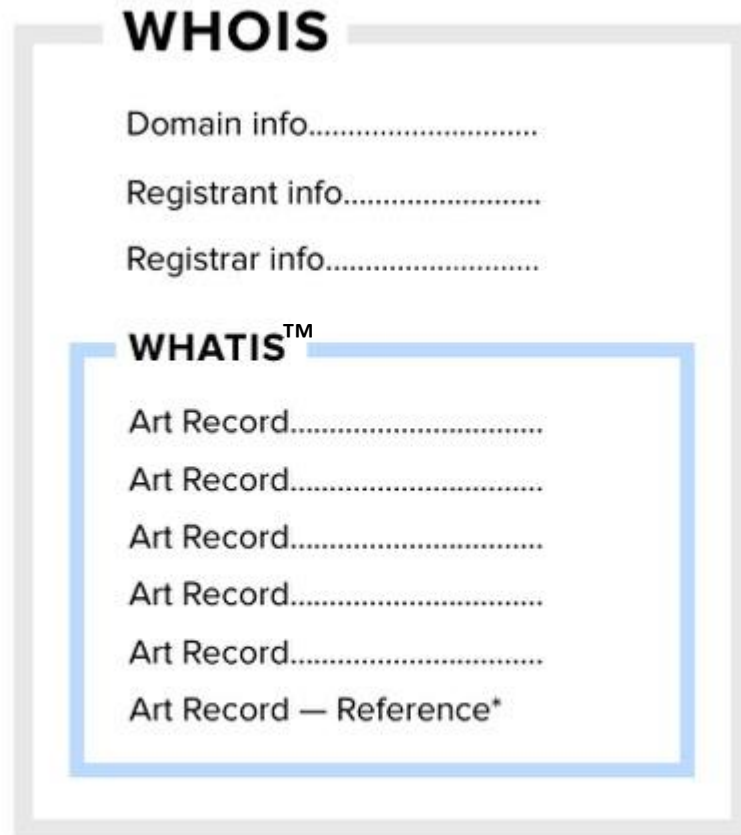 WHOIS
Domain info.............................
Registrant info.........................
Registrar info...........................
WHATIS™
Art Record................................
Art Record................................
Art Record................................
Art Record................................
Art Record................................
Art Record — Reference*